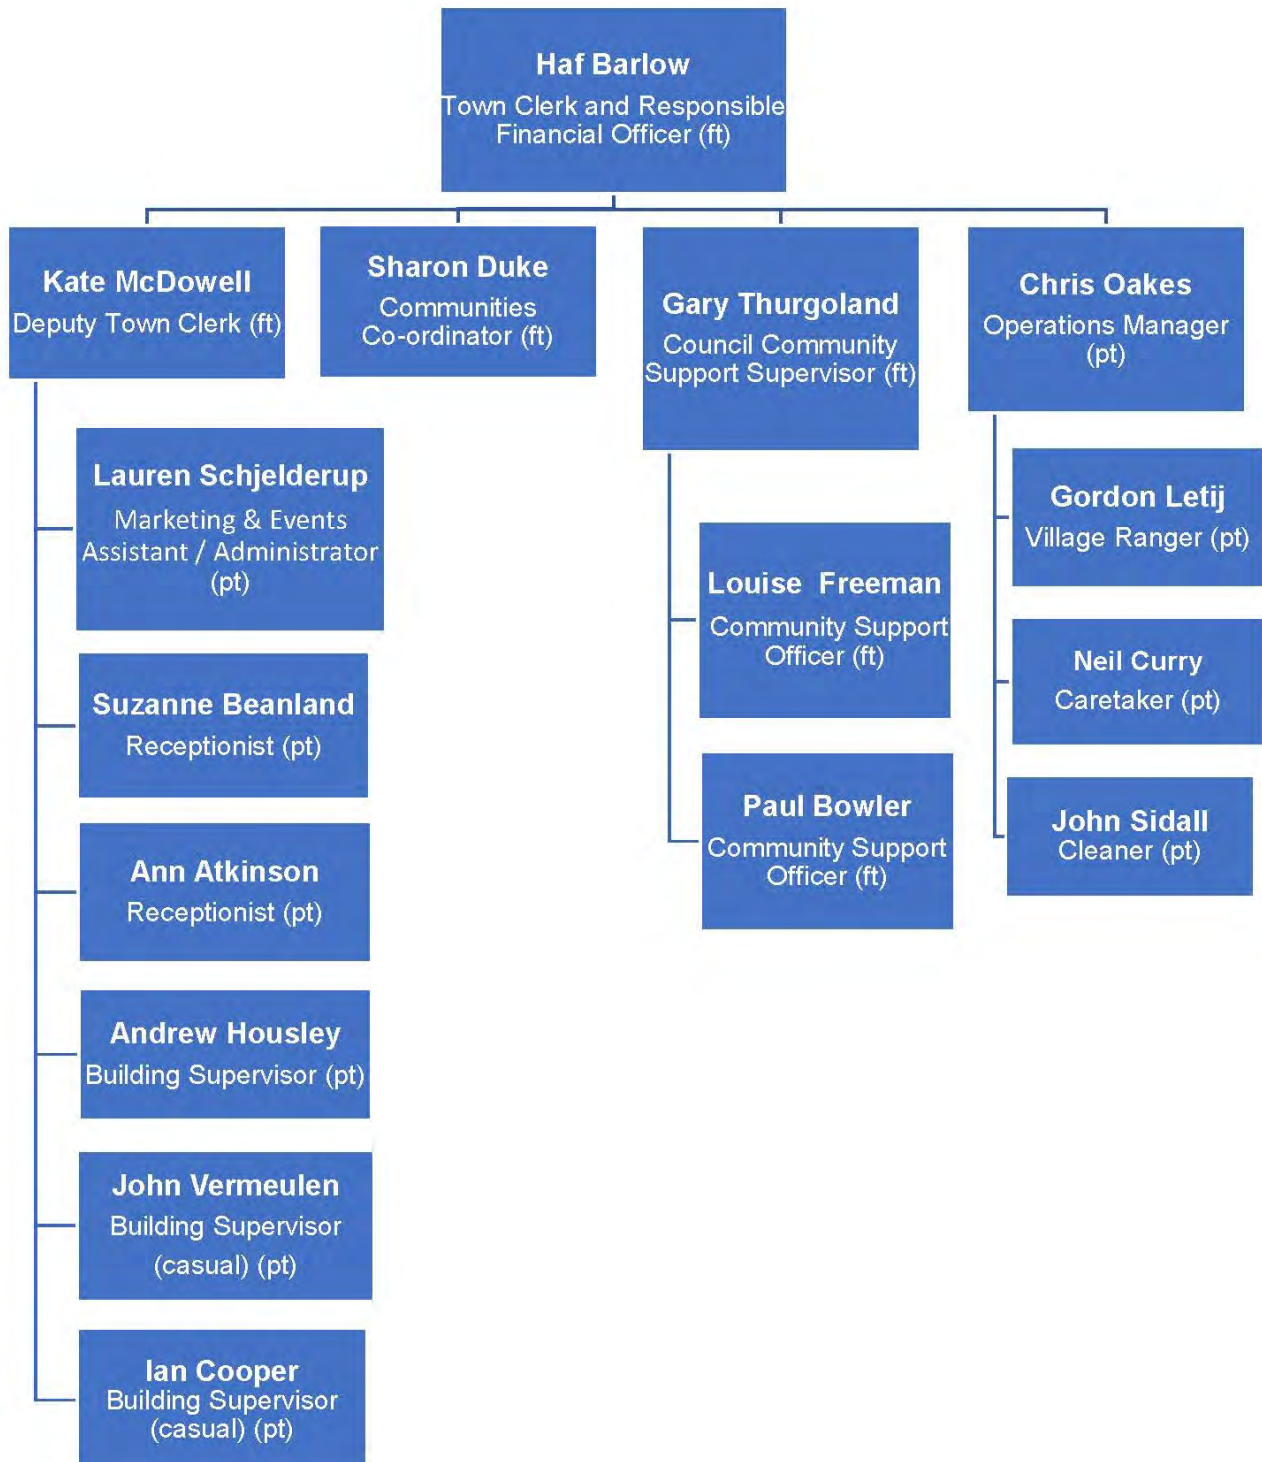 Haf Barlow
Town Clerk and Responsible
Financial Officer (ft)
Kate McDowell
Deputy Town Clerk (ft)
Lauren Schjelderup
Marketing & Events
Assistant / Administrator
(pt)
Suzanne Beanland
Receptionist (pt)
Ann Atkinson
Receptionist (pt)
Andrew Housley
Building Supervisor (pt)
John Vermeulen
Building Supervisor
(casual) (pt)
Ian Cooper
Building Supervisor
(casual) (pt)
Sharon Duke
Communities
Co-ordinator (ft)
Gary Thurgoland
Council Community
Support Supervisor (ft)
Louise Freeman
Community Support
Officer (ft)
Paul Bowler
Community Support
Officer (ft)
Chris Oakes
Operations Manager
(pt)
Gordon Letij
Village Ranger (pt)
Neil Curry
Caretaker (pt)
John Sidall
Cleaner (pt)